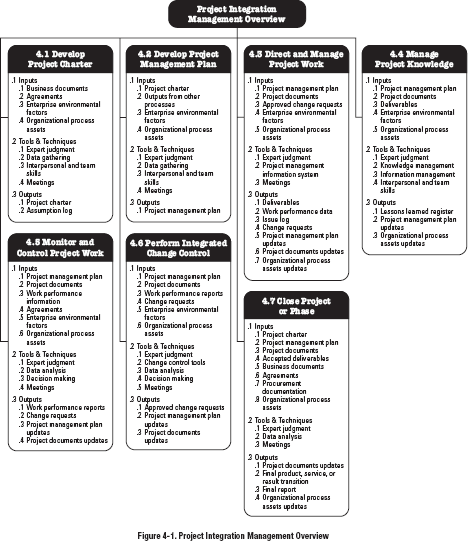 Project Integration
Management Overview
4.1 Develop
Project Charter
.1 Inputs
.1 Business documents
.2 Agreements
.3 Enterprise environmental
factors
.4 Organizational process
assets
.2 Tools & Techniques
.1 Expert judgment
.2 Data gathering
.3 Interpersonal and team
skills
.4 Meetings
.3 Outputs
.1 Project charter
.2 Assumption log
4.2 Develop Project
Management Plan
.1 Inputs
.1 Project charter
.2 Outputs from other
processes
.3 Enterprise environmental
factors
.4 Organizational process
assets
.2 Tools & Techniques
.1 Expert judgment
.2 Data gathering
.3 Interpersonal and team
skills
.4 Meetings
.3 Outputs
.1 Project management plan
4.3 Direct and Manage
Project Work
.1 Inputs
.1 Project management plan
.2 Project documents
.3 Approved change requests
.4 Enterprise environmental
factors
.5 Organizational process
assets
.2 Tools & Techniques
.1 Expert judgment
.2 Project management
information system
.3 Meetings
.3 Outputs
.1 Deliverables
.2 Work performance data
.3 Issue log
.4 Change requests
.5 Project management plan
updates
.6 Project documents updates
.7 Organizational process
assets updates
4.4 Manage
Project Knowledge
.1 Inputs
.1 Project management plan
.2 Project documents
.3 Deliverables
.4 Enterprise environmental
factors
.5 Organizational process
assets
.2 Tools & Techniques
.1 Expert judgment
.2 Knowledge management
.3 Information management
.4 Interpersonal and team
skills
.3 Outputs
.1 Lessons learned register
.2 Project management plan
updates
.3 Organizational process
assets updates
4.5 Monitor and
Control Project Work
.1 Inputs
.1 Project management plan
.2 Project documents
.3 Work performance
information
.4 Agreements
.5 Enterprise environmental
factors
.6 Organizational process
assets
.2 Tools & Techniques
.1 Expert judgment
.2 Data analysis
.3 Decision making
.4 Meetings
.3 Outputs
.1 Work performance reports
.2 Change requests
.3 Project management plan
updates
.4 Project documents updates
4.6 Perform Integrated
Change Control
.1 Inputs
.1 Project management plan
.2 Project documents
.3 Work performance reports
.4 Change requests
.5 Enterprise environmental
factors
.6 Organizational process
assets
.2 Tools & Techniques
.1 Expert judgment
.2 Change control tools
.3 Data analysis
.4 Decision making
.5 Meetings
.3 Outputs
.1 Approved change requests
.2 Project management plan
updates
.3 Project documents
updates
4.7 Close Project
or Phase
.1 Inputs
.1 Project charter
.2 Project management plan
.3 Project documents
.4 Accepted deliverables
.5 Business documents
.6 Agreements
.7 Procurement
documentation
.8 Organizational process
assets
.2 Tools & Techniques
.1 Expert judgment
.2 Data analysis
.3 Meetings
.3 Outputs
.1 Project documents updates
.2 Final product, service, or
result transition
.3 Final report
.4 Organizational process
assets updates
Figure 4-1. Project Integration Management Overview